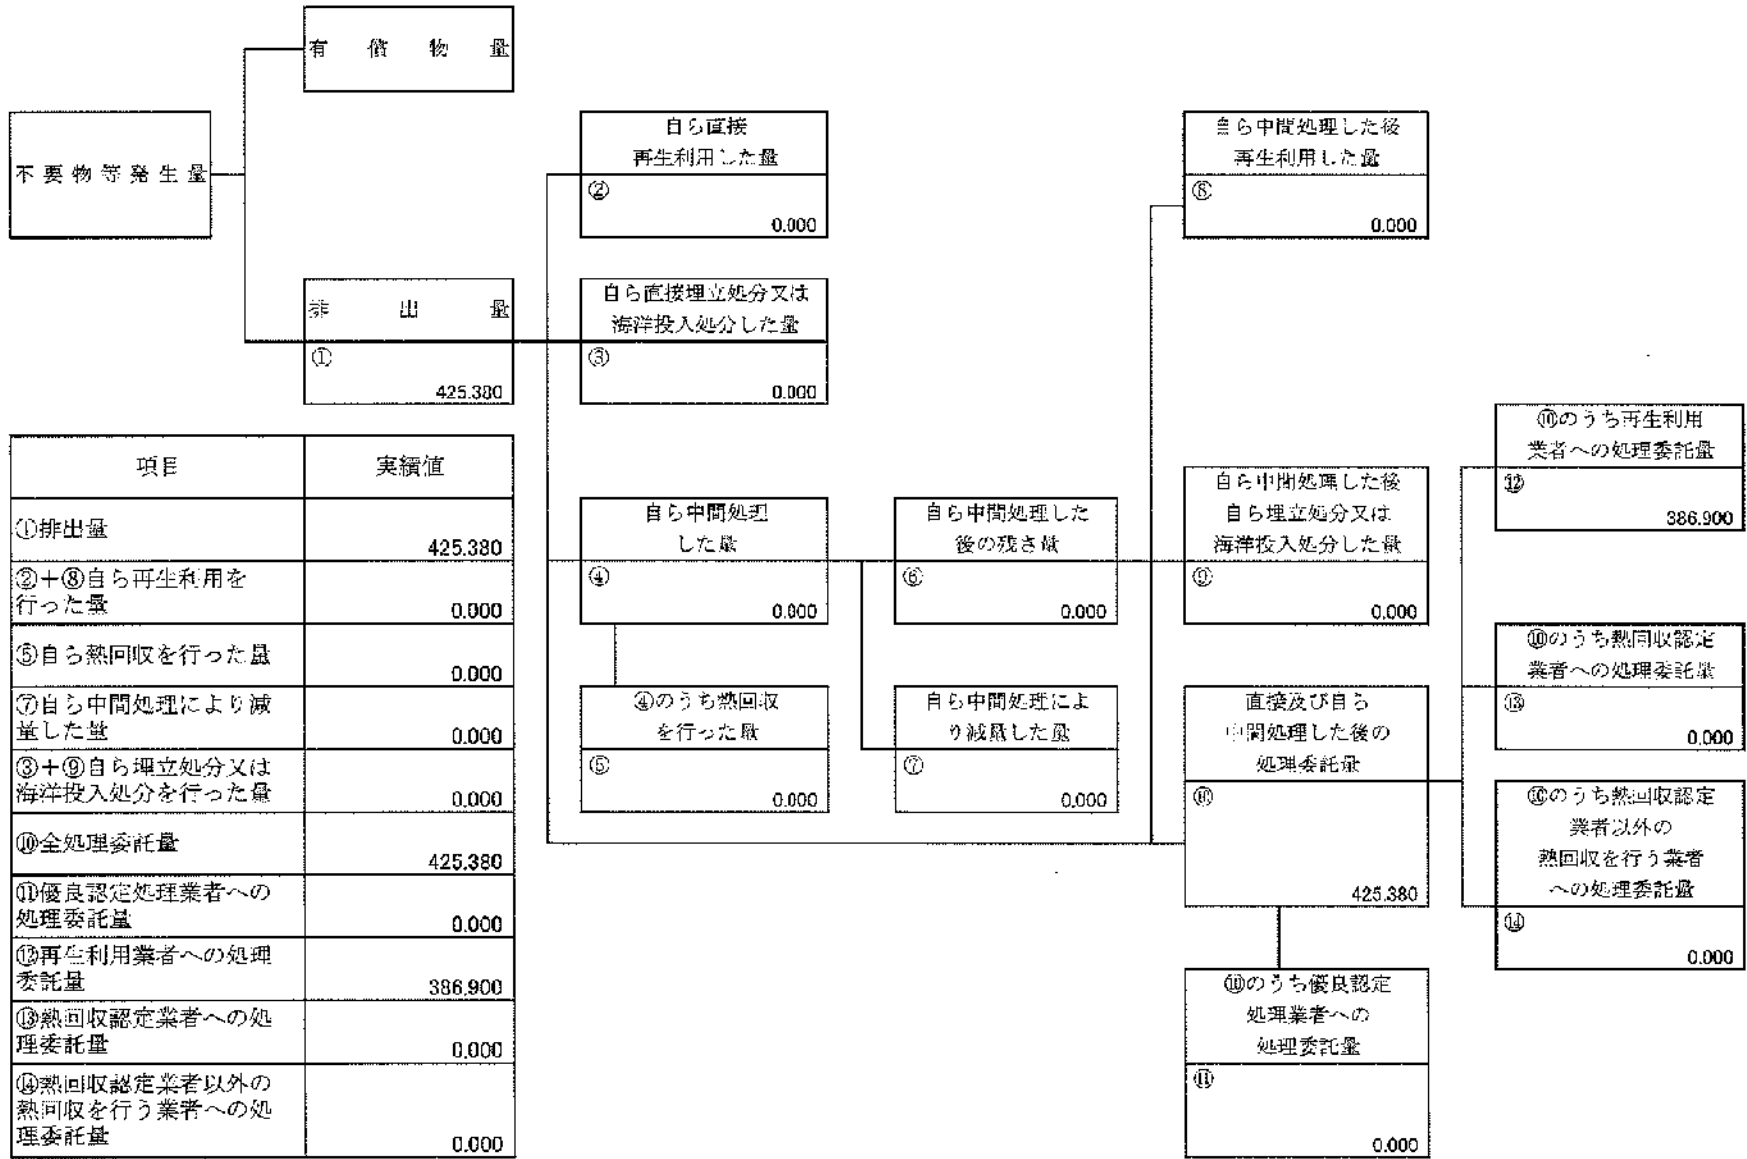 有償物量
不要物等発生量
排出量
①
425.380
自ら直接
再生利用した量
②
0.000
自ら直接埋立処分又は
海洋投入処分した量
③
0.000
自ら中間処理
した量
④
0.000
④のうち熱回収
を行った量
⑤
0.000
自ら中間処理した
後の残さ量
⑥
0.000
自ら中間処理によ
り減量した量
⑦
0.000
自ら中間処理した後
再生利用した量
⑧
0.000
自ら中間処理した後
自ら埋立処分又は
海洋投入処分した量
⑨
0.000
直接及び自ら
中間処理した後の
処理委託量
⑩
425.380
⑩のうち優良認定
処理業者への
処理委託量
⑪
0.000
⑩のうち再生利用
業者への処理委託量
⑫
386.900
⑩のうち熱回収認定
業者への処理委託量
⑬
0.000
⑩のうち熱回収認定
業者以外の
熱回収を行う業者
への処理委託量
⑭
0.000
項目 実績値
①排出量
425.380
②＋⑧自ら再生利用を
行った量
0.000
⑤自ら熱回収を行った量
0.000
⑦自ら中間処理により減
量した量
0.000
③＋⑨自ら埋立処分又は
海洋投入処分を行った量
0.000
⑩全処理委託量
425.380
⑪優良認定処理業者への
処理委託量
0.000
⑫再生利用業者への処理
委託量
386.900
⑬熱回収認定業者への処
理委託量
0.000
⑭熱回収認定業者以外の
熱回収を行う業者への処
理委託量
0.000